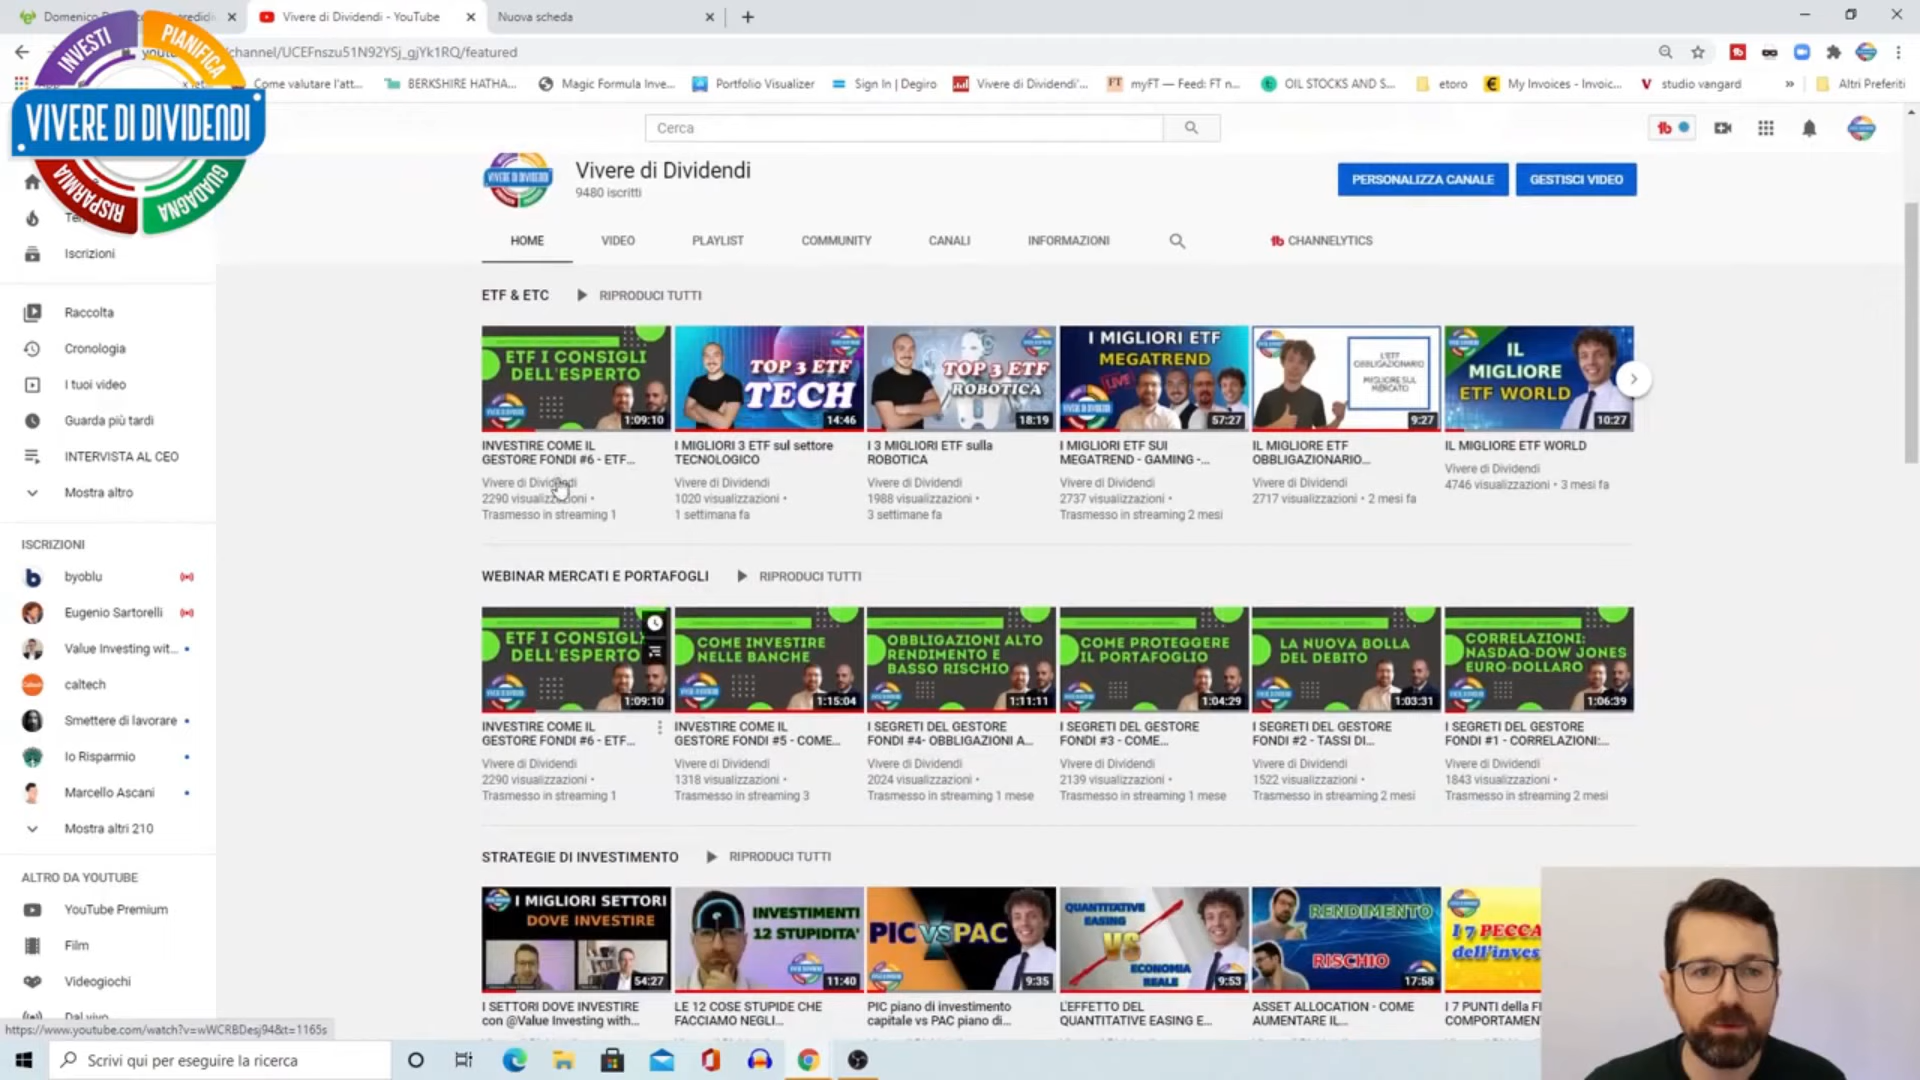 Vivere di Dividendi - YouTube
Nuova scheda
/channel/UCEFnszu51N92YSj_gjYk1RQ/featured
Come valutare l'att...
BERKSHIRE HATHA...
Magic Formula Inve...
Portfolio Visualizer
Sign In | Degiro
Vivere di Dividendi'...
myFT — Feed: FT n...
OIL STOCKS AND S...
etoro
My Invoices - Invoic...
studio vangard
»
Altri Preferiti
INVESTI
PIANIFICA
VIVERE DI DIVIDENDI
RISPARMIA
GUADAGNA
Cerca
Vivere di Dividendi
9480 iscritti
PERSONALIZZA CANALE
GESTISCI VIDEO
HOME
VIDEO
PLAYLIST
COMMUNITY
CANALI
INFORMAZIONI
CHANNELYTICS
Iscrizioni
Raccolta
Cronologia
I tuoi video
Guarda più tardi
INTERVISTA AL CEO
Mostra altro
ISCRIZIONI
byoblu
Eugenio Sartorelli
Value Investing wit...
caltech
Smettere di lavorare
Io Risparmio
Marcello Ascani
Mostra altri 210
ALTRO DA YOUTUBE
YouTube Premium
Film
Videogiochi
Dal vivo
ETF & ETC
RIPRODUCI TUTTI
ETF I CONSIGLI
DELL'ESPERTO
1:09:10
TOP 3 ETF
TECH
14:46
TOP 3 ETF
ROBOTICA
18:19
I MIGLIORI ETF
MEGATREND
LIVE
57:27
L'ETF
OBBLIGAZIONARIO
MIGLIORE SUL
MERCATO
9:27
IL
MIGLIORE
ETF WORLD
10:27
INVESTIRE COME IL
GESTORE FONDI #6 - ETF...
Vivere di Dividendi
2290 visualizzazioni •
Trasmesso in streaming 1
I MIGLIORI 3 ETF sul settore
TECNOLOGICO
Vivere di Dividendi
1020 visualizzazioni •
1 settimana fa
I 3 MIGLIORI ETF sulla
ROBOTICA
Vivere di Dividendi
1988 visualizzazioni •
3 settimane fa
I MIGLIORI ETF SUI
MEGATREND - GAMING -...
Vivere di Dividendi
2737 visualizzazioni •
Trasmesso in streaming 2 mesi
IL MIGLIORE ETF
OBBLIGAZIONARIO...
Vivere di Dividendi
2717 visualizzazioni • 2 mesi fa
IL MIGLIORE ETF WORLD
Vivere di Dividendi
4746 visualizzazioni • 3 mesi fa
WEBINAR MERCATI E PORTAFOGLI
RIPRODUCI TUTTI
ETF I CONSIGLI
DELL'ESPERTO
1:09:10
COME INVESTIRE
NELLE BANCHE
1:15:04
OBBLIGAZIONI ALTO
RENDIMENTO E
BASSO RISCHIO
1:11:11
COME PROTEGGERE
IL PORTAFOGLIO
1:04:29
LA NUOVA BOLLA
DEL DEBITO
1:03:31
CORRELAZIONI:
NASDAQ-DOW JONES
EURO-DOLLARO
1:06:39
INVESTIRE COME IL
GESTORE FONDI #6 - ETF...
Vivere di Dividendi
2290 visualizzazioni •
Trasmesso in streaming 1
INVESTIRE COME IL
GESTORE FONDI #5 - COME...
Vivere di Dividendi
1318 visualizzazioni •
Trasmesso in streaming 3
I SEGRETI DEL GESTORE
FONDI #4- OBBLIGAZIONI A...
Vivere di Dividendi
2024 visualizzazioni •
Trasmesso in streaming 1 mese
I SEGRETI DEL GESTORE
FONDI #3 - COME...
Vivere di Dividendi
2139 visualizzazioni •
Trasmesso in streaming 1 mese
I SEGRETI DEL GESTORE
FONDI #2 - TASSI DI...
Vivere di Dividendi
1522 visualizzazioni •
Trasmesso in streaming 2 mesi
I SEGRETI DEL GESTORE
FONDI #1 - CORRELAZIONI:...
Vivere di Dividendi
1843 visualizzazioni •
Trasmesso in streaming 2 mesi
STRATEGIE DI INVESTIMENTO
RIPRODUCI TUTTI
I MIGLIORI SETTORI
DOVE INVESTIRE
54:27
INVESTIMENTI
12 STUPIDITA'
11:40
PIC VS PAC
9:35
QUANTITATIVE
EASING
VS
ECONOMIA
REALE
9:53
RENDIMENTO
RISCHIO
17:58
I 7 PECCA
dell'inves
I SETTORI DOVE INVESTIRE
con @Value Investing with...
LE 12 COSE STUPIDE CHE
FACCIAMO NEGLI...
PIC piano di investimento
capitale vs PAC piano di...
L'EFFETTO DEL
QUANTITATIVE EASING E...
ASSET ALLOCATION - COME
AUMENTARE IL...
I 7 PUNTI della FI
COMPORTAMEN
https://www.youtube.com/watch?v=wWCRBDesj94&t=1165s
Scrivi qui per eseguire la ricerca